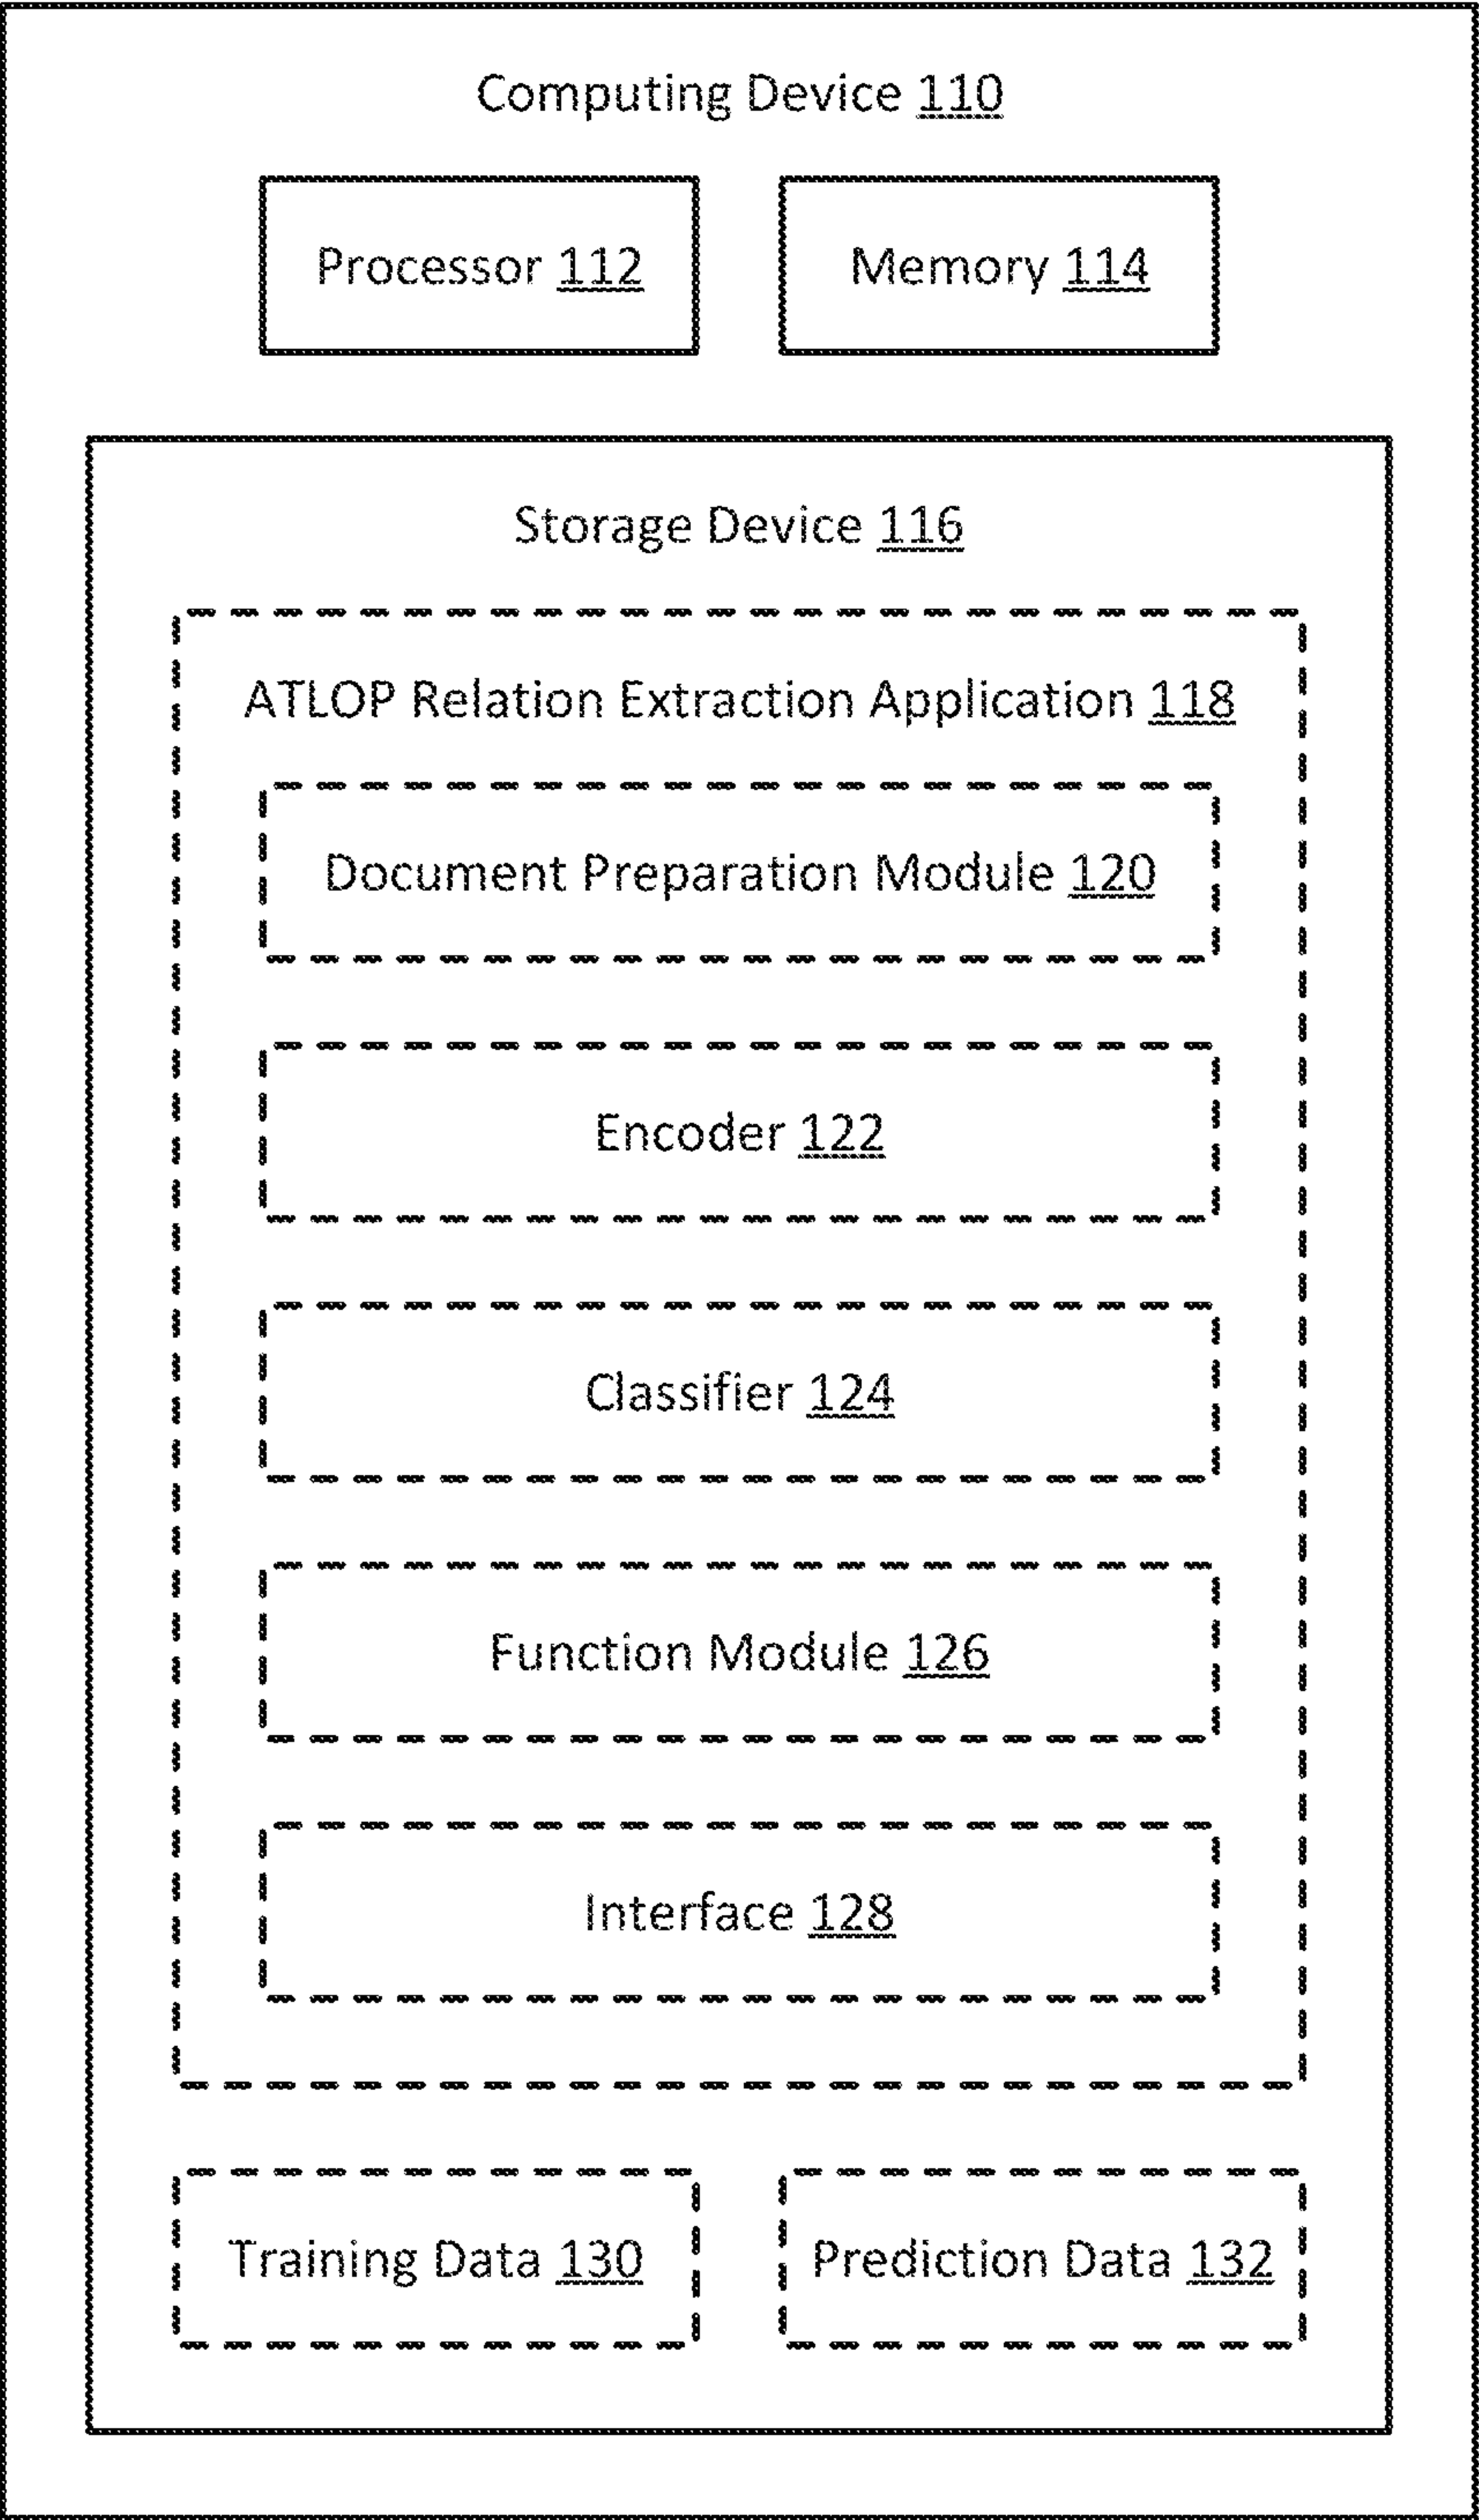 Computing Device 110
Processor 112
Memory 114
Storage Device 116
ATLOP Relation Extraction Application 118
Document Preparation Module 120
Encoder 122
Classifier 124
Function Module 126
Interface 128
Training Data 130
Prediction Data 132